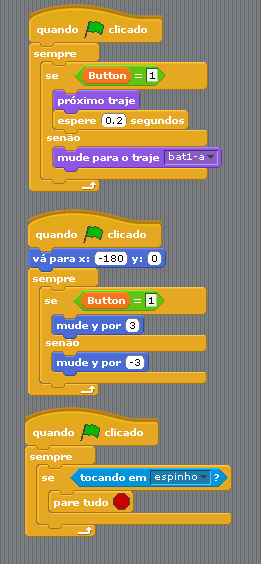 quando clicado
sempre
se Button = 1
próximo traje
espere 0.2 segundos
senão
mude para o traje bat1-a
quando clicado
vá para x: -180 y: 0
sempre
se Button = 1
mude y por 3
senão
mude y por -3
quando clicado
sempre
se tocando em espinho ?
pare tudo